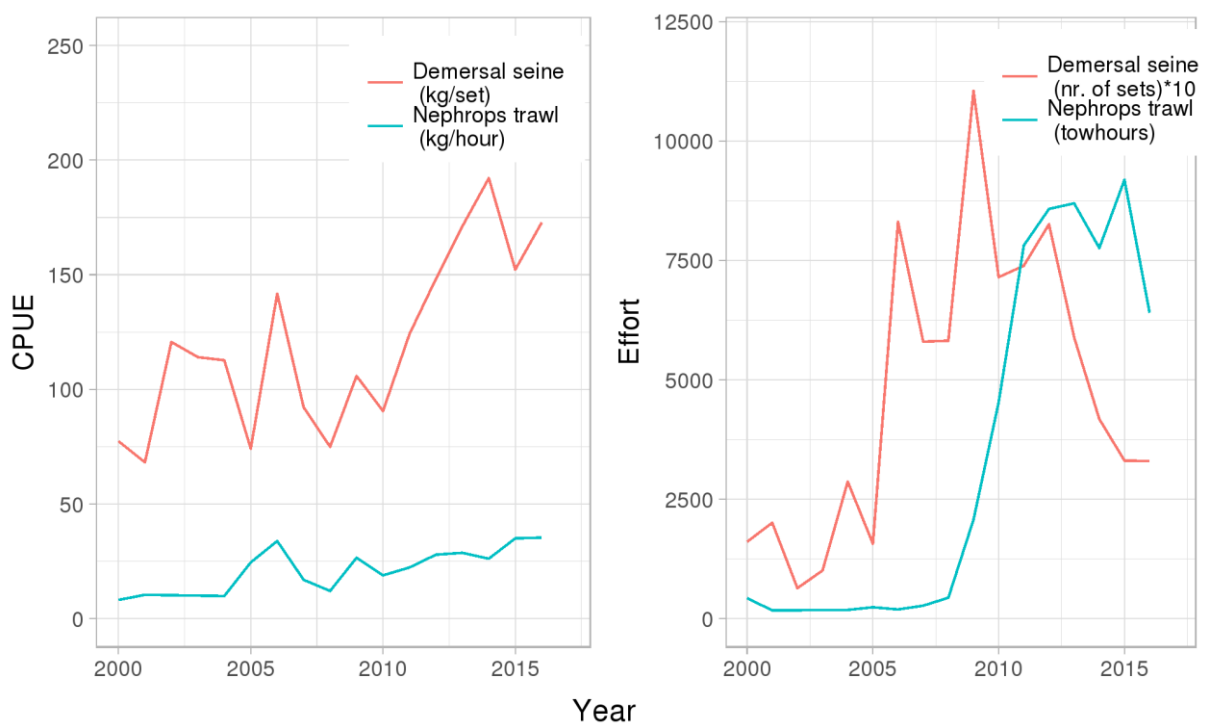 CPUE
250
200
150
100
50
0
Demersal seine
(kg/set)
Nephrops trawl
(kg/hour)
2000 2005 2010 2015
Effort
12500
10000
7500
5000
2500
0
Demersal seine
(nr. of sets)*10
Nephrops trawl
(towhours)
2000 2005 2010 2015
Year